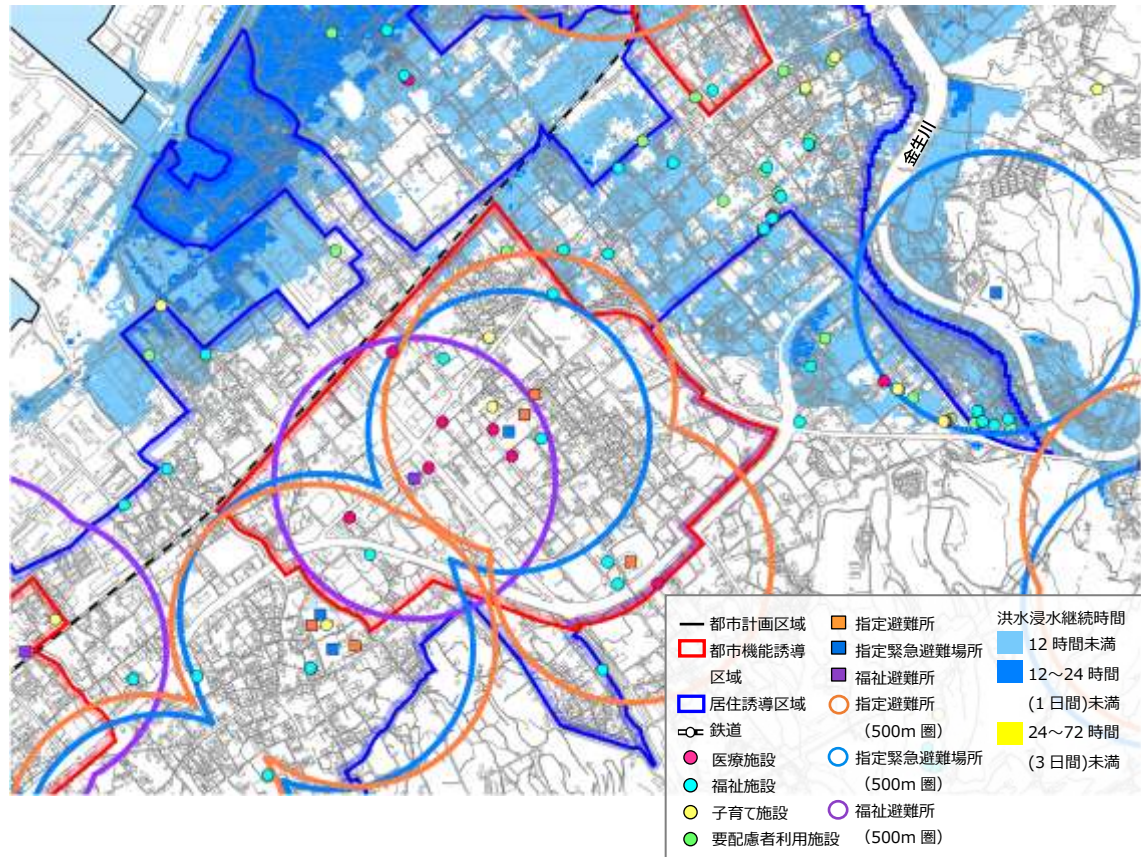 金生川
都市計画区域
都市機能誘導
区域
居住誘導区域
鉄道
医療施設
福祉施設
子育て施設
要配慮者利用施設
指定避難所
指定緊急避難場所
福祉避難所
指定避難所
（500m 圏）
指定緊急避難場所
（500m 圏）
福祉避難所
（500m 圏）
洪水浸水継続時間
12 時間未満
12～24 時間
(1 日間)未満
24～72 時間
(3 日間)未満